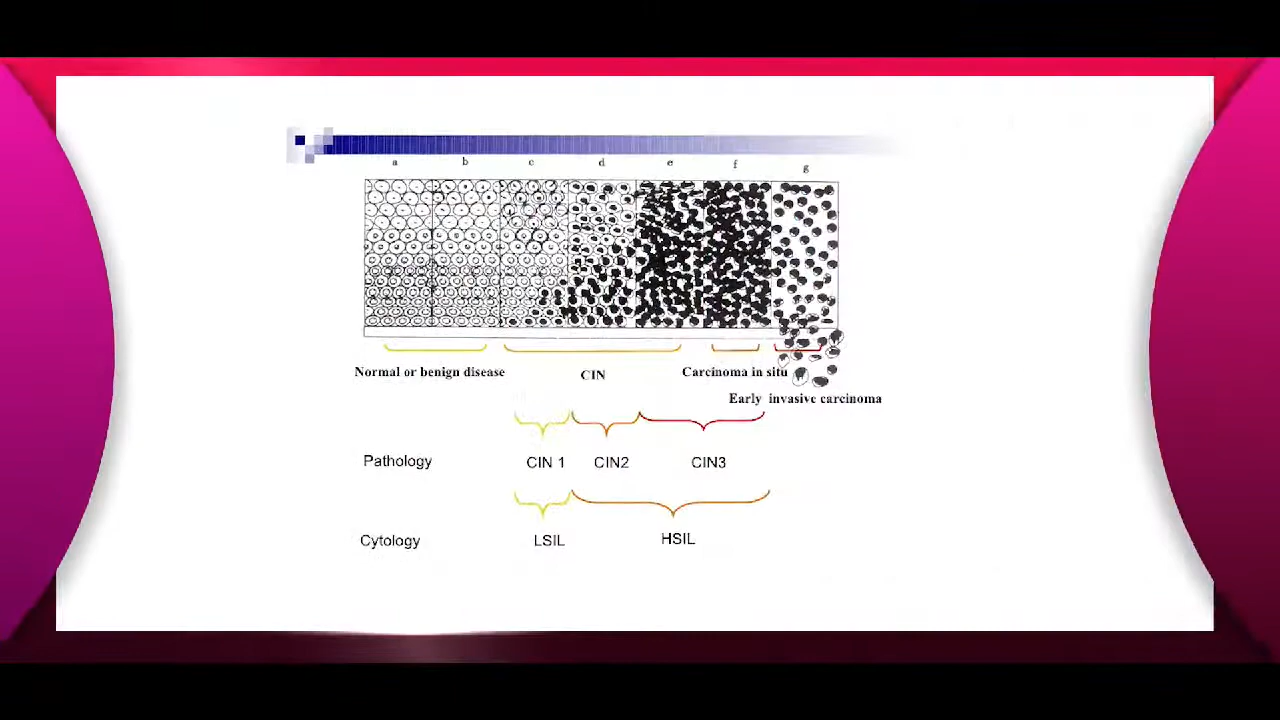 a b c d e f g
Normal or benign disease CIN Carcinoma in situ
Early invasive carcinoma
Pathology CIN 1 CIN2 CIN3
Cytology LSIL HSIL